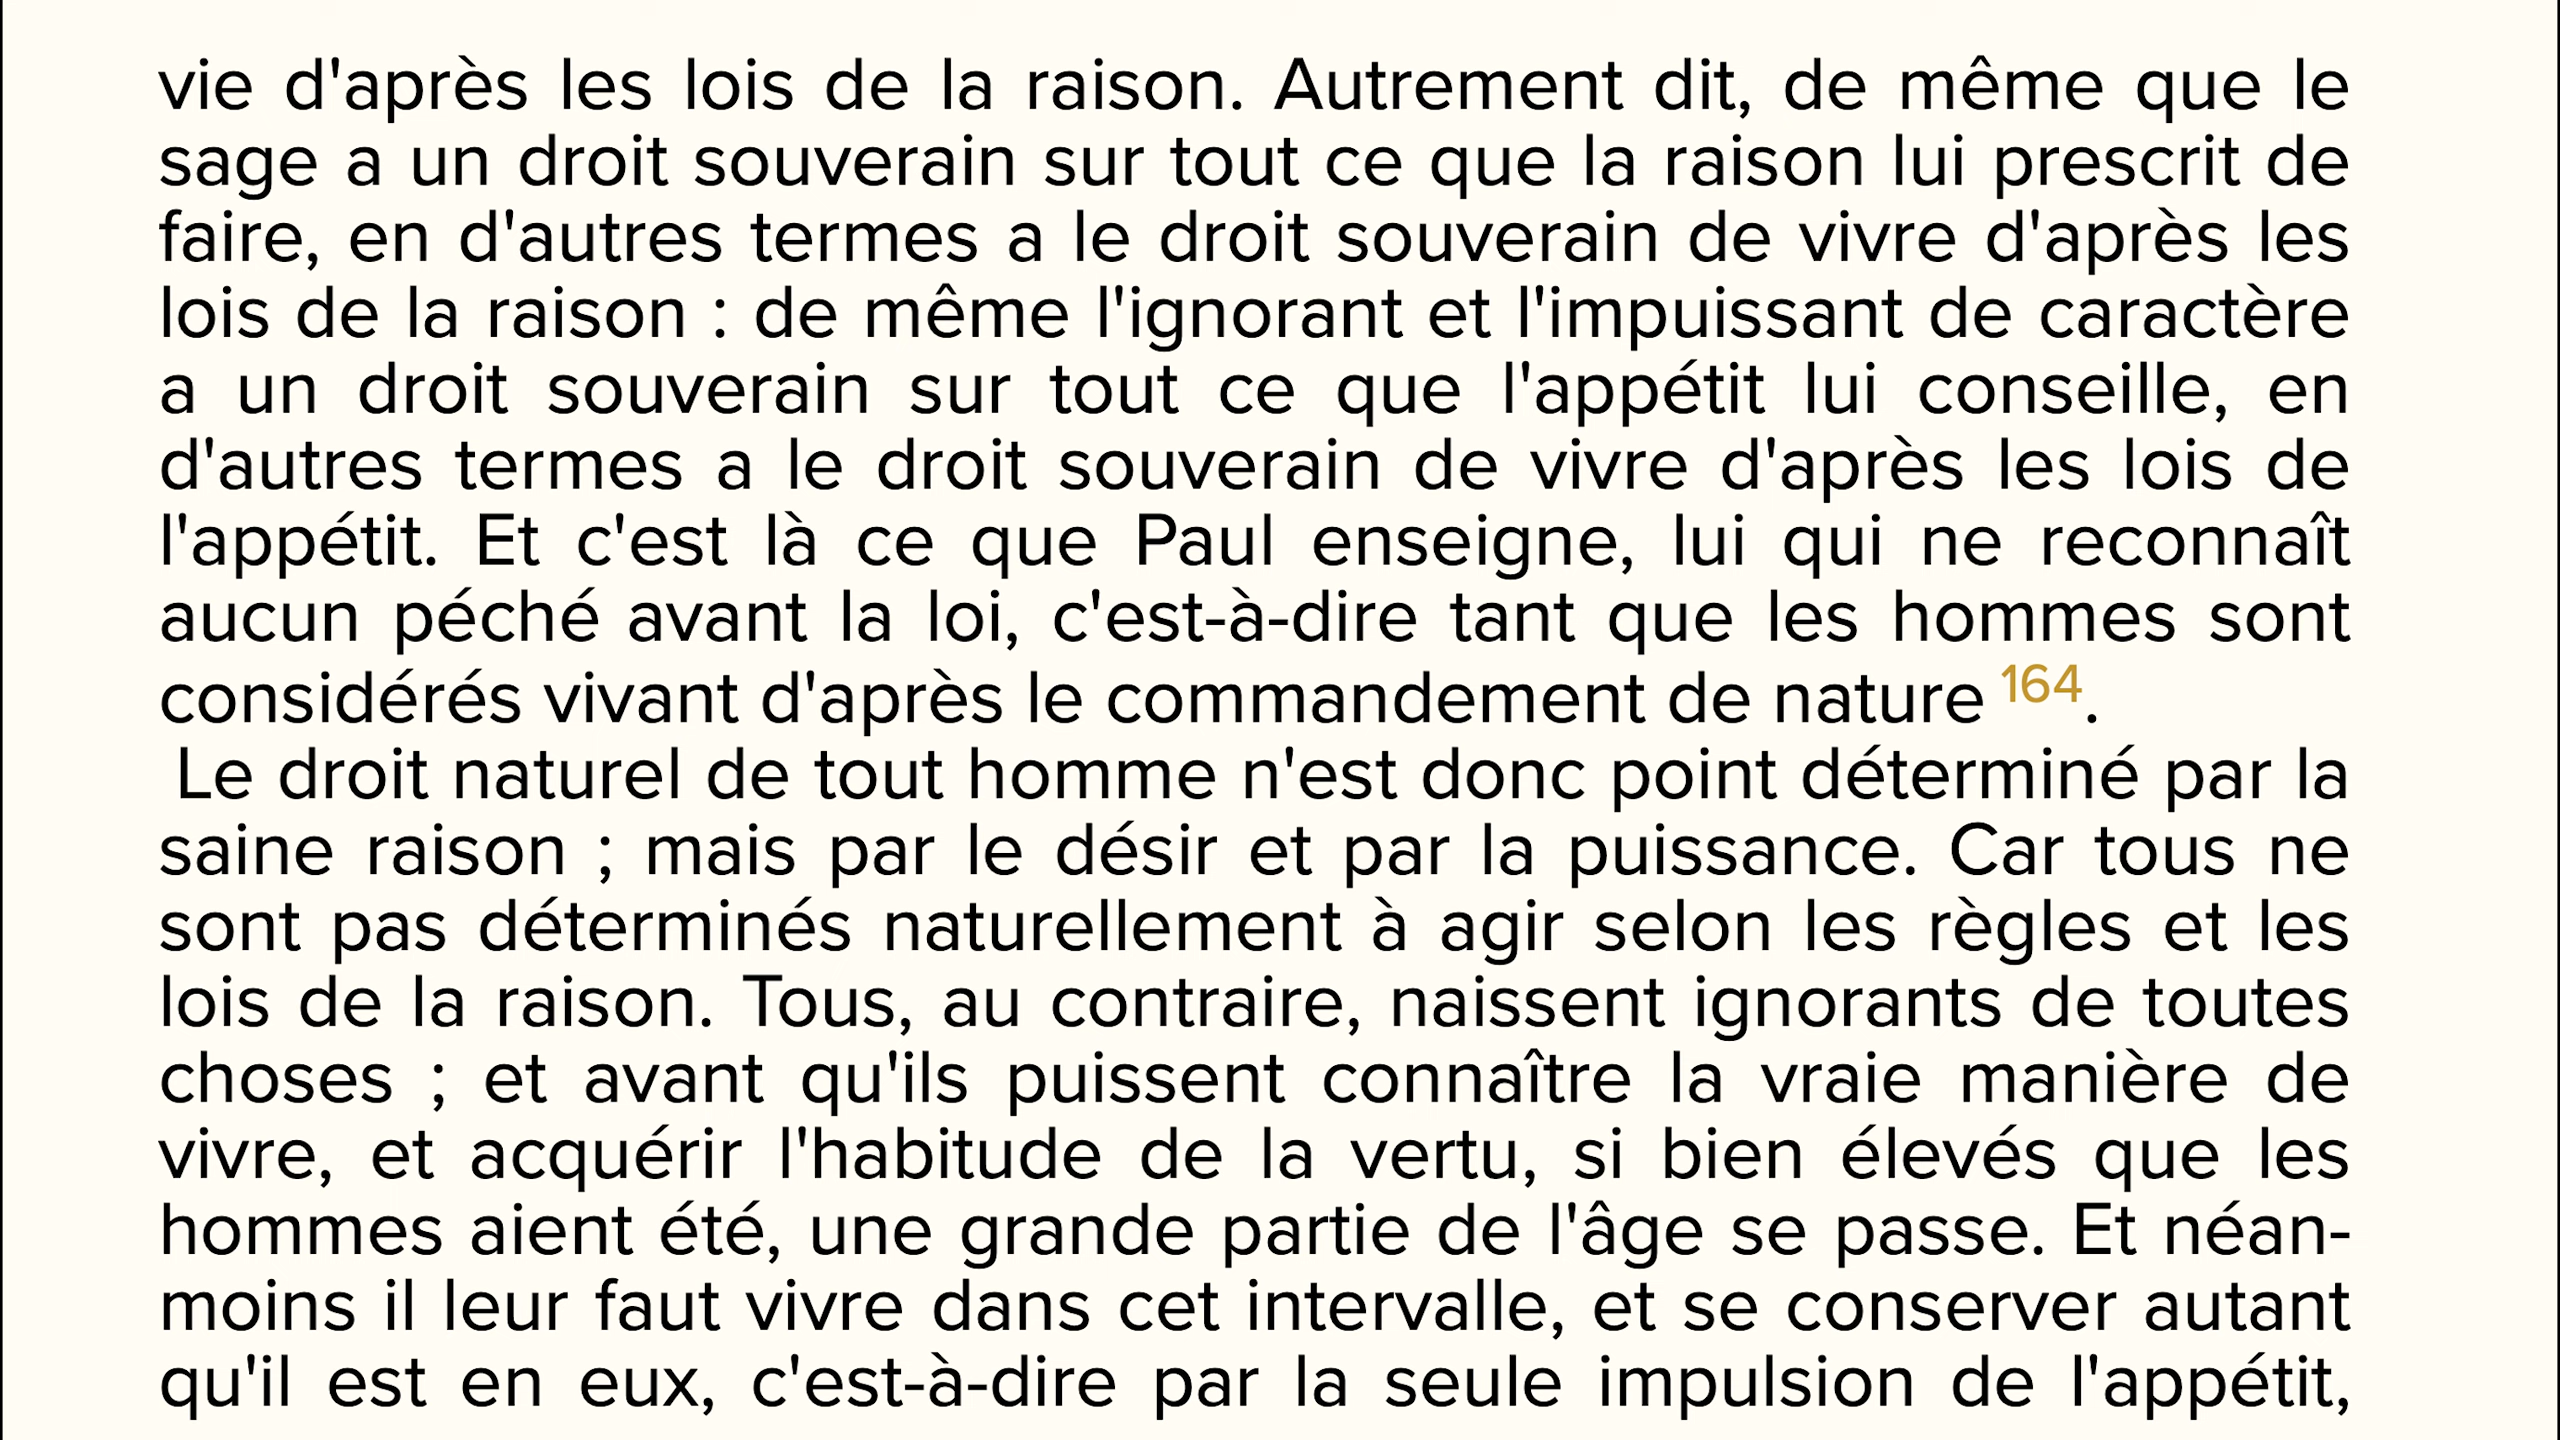 vie d'après les lois de la raison. Autrement dit, de même que le
sage a un droit souverain sur tout ce que la raison lui prescrit de
faire, en d'autres termes a le droit souverain de vivre d'après les
lois de la raison : de même l'ignorant et l'impuissant de caractère
a un droit souverain sur tout ce que l'appétit lui conseille, en
d'autres termes a le droit souverain de vivre d'après les lois de
l'appétit. Et c'est là ce que Paul enseigne, lui qui ne reconnaît
aucun péché avant la loi, c'est-à-dire tant que les hommes sont
considérés vivant d'après le commandement de nature 164.
Le droit naturel de tout homme n'est donc point déterminé par la
saine raison ; mais par le désir et par la puissance. Car tous ne
sont pas déterminés naturellement à agir selon les règles et les
lois de la raison. Tous, au contraire, naissent ignorants de toutes
choses ; et avant qu'ils puissent connaître la vraie manière de
vivre, et acquérir l'habitude de la vertu, si bien élevés que les
hommes aient été, une grande partie de l'âge se passe. Et néan-
moins il leur faut vivre dans cet intervalle, et se conserver autant
qu'il est en eux, c'est-à-dire par la seule impulsion de l'appétit,